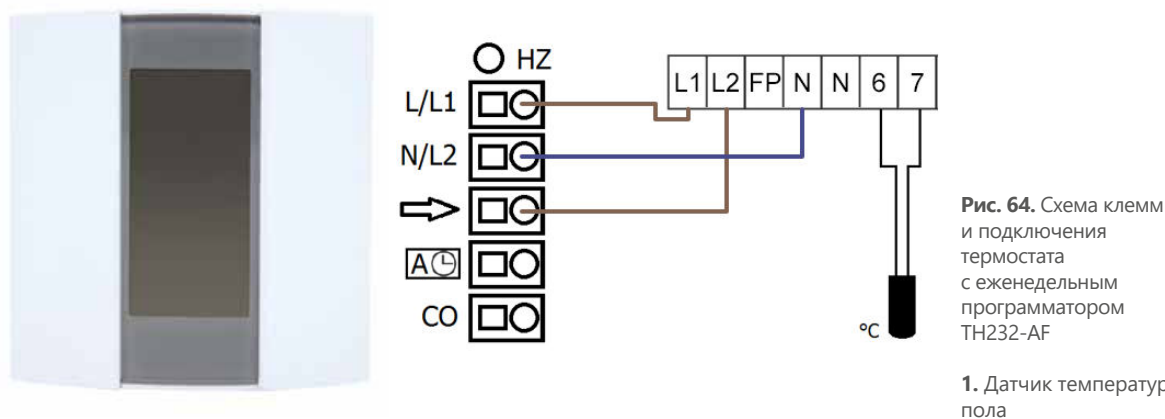 HZ
L/L1
N/L2
A
CO
L1 L2 FP N N 6 7
°C
Рис. 64. Схема клемм
и подключения
термостата
с еженедельным
программатором
TH232-AF
1. Датчик температур
пола